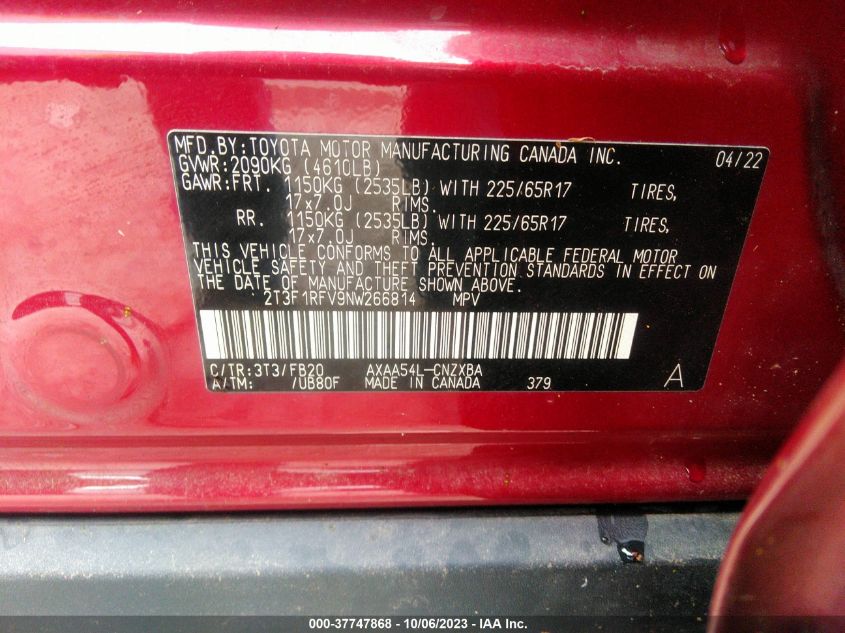 MFD.BY:TOYOTA MOTOR MANUFACTURING CANADA INC. 04/22
GVWR:2090KG (4610LB)
GAWR:FRT. 1150KG (2535LB) WITH 225/65R17 TIRES,
17x7.0J RIMS.
RR. 1150KG (2535LB) WITH 225/65R17 TIRES,
17x7.0J RIMS.
THIS VEHICLE CONFORMS TO ALL APPLICABLE FEDERAL MOTOR
VEHICLE SAFETY AND THEFT PREVENTION STANDARDS IN EFFECT ON
THE DATE OF MANUFACTURE SHOWN ABOVE.
2T3F1RFV9NW266814 MPV
C/TR:3T3/FB20 AXAA54L-CNZXBA
A/TM: /UB80F MADE IN CANADA 379 A
000-37747868 - 10/06/2023 - IAA Inc.